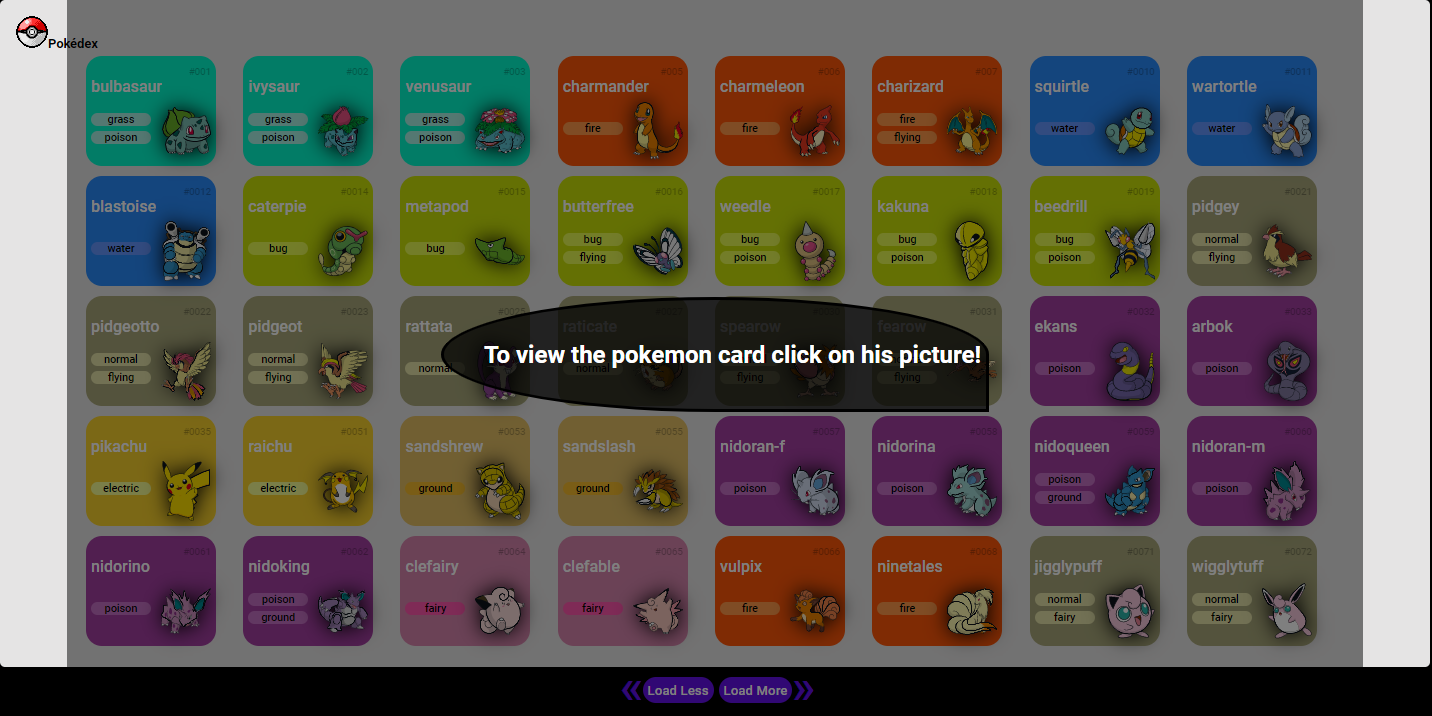 Pokédex
#001 #002 #003 #005 #006 #007 #0010 #0011
bulbasaur ivysaur venusaur charmander charmeleon charizard squirtle wartortle
grass grass grass fire fire fire water water
poison poison poison flying
#0012 #0014 #0015 #0016 #0017 #0018 #0019 #0021
blastoise caterpie metapod butterfree weedle kakuna beedrill pidgey
water bug bug bug bug bug bug normal
flying poison poison poison flying
#0022 #0023 #0031
pidgeotto pidgeot rattata raticate spearow fearow ekans arbok
normal normal normal normal poison poison
flying flying flying flying
To view the pokemon card click on his picture!
#0035 #0051 #0053 #0055 #0057 #0058 #0059 #0060
pikachu raichu sandshrew sandslash nidoran-f nidorina nidoqueen nidoran-m
electric electric ground ground poison poison poison poison
ground
#0061 #0062 #0064 #0065 #0066 #0068 #0071 #0072
nidorino nidoking clefairy clefable vulpix ninetales jigglypuff wigglytuff
poison poison fairy fairy fire fire normal normal
ground fairy fairy
Load Less Load More